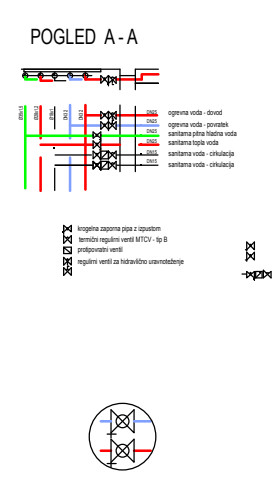 POGLED A - A
DN25 ogrevna voda - dovod
DN25 ogrevna voda - povratek
DN25 sanitarna pitna hladna voda
DN25 sanitarna topla voda
DN15 sanitarna voda - cirkulacija
DN15 sanitarna voda - cirkulacija
krogelna zaporna pipa z izpustom
termični regulirni ventil MTCV - tip B
protipovratni ventil
regulirni ventil za hidravlično uravnoteženje